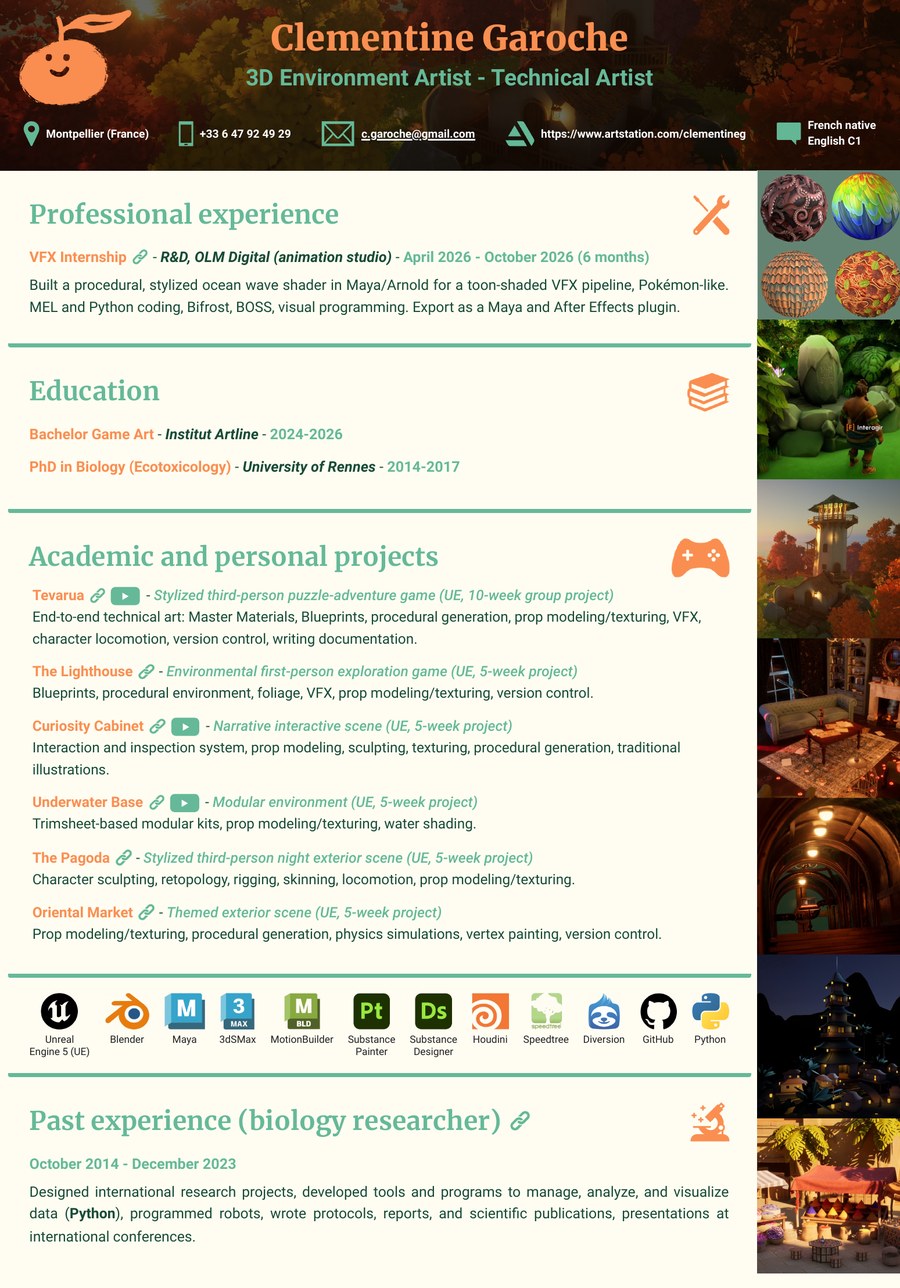 Clementine Garoche
3D Environment Artist - Technical Artist
Montpellier (France)
+33 6 47 92 49 29
c.garoche@gmail.com
https://www.artstation.com/clementineg
French native
English C1
Professional experience
VFX Internship - R&D, OLM Digital (animation studio) - April 2026 - October 2026 (6 months)
Built a procedural, stylized ocean wave shader in Maya/Arnold for a toon-shaded VFX pipeline, Pokémon-like.
MEL and Python coding, Bifrost, BOSS, visual programming. Export as a Maya and After Effects plugin.
Education
Bachelor Game Art - Institut Artline - 2024-2026
PhD in Biology (Ecotoxicology) - University of Rennes - 2014-2017
Interagir
Academic and personal projects
Tevarua - Stylized third-person puzzle-adventure game (UE, 10-week group project)
End-to-end technical art: Master Materials, Blueprints, procedural generation, prop modeling/texturing, VFX,
character locomotion, version control, writing documentation.
The Lighthouse - Environmental first-person exploration game (UE, 5-week project)
Blueprints, procedural environment, foliage, VFX, prop modeling/texturing, version control.
Curiosity Cabinet - Narrative interactive scene (UE, 5-week project)
Interaction and inspection system, prop modeling, sculpting, texturing, procedural generation, traditional
illustrations.
Underwater Base - Modular environment (UE, 5-week project)
Trimsheet-based modular kits, prop modeling/texturing, water shading.
The Pagoda - Stylized third-person night exterior scene (UE, 5-week project)
Character sculpting, retopology, rigging, skinning, locomotion, prop modeling/texturing.
Oriental Market - Themed exterior scene (UE, 5-week project)
Prop modeling/texturing, procedural generation, physics simulations, vertex painting, version control.
M
3
MAX
M
BLD
Pt
Ds
speedtree
Unreal
Engine 5 (UE)
Blender
Maya
3dSMax
MotionBuilder
Substance
Painter
Substance
Designer
Houdini
Speedtree
Diversion
GitHub
Python
Past experience (biology researcher)
October 2014 - December 2023
Designed international research projects, developed tools and programs to manage, analyze, and visualize
data (Python), programmed robots, wrote protocols, reports, and scientific publications, presentations at
international conferences.